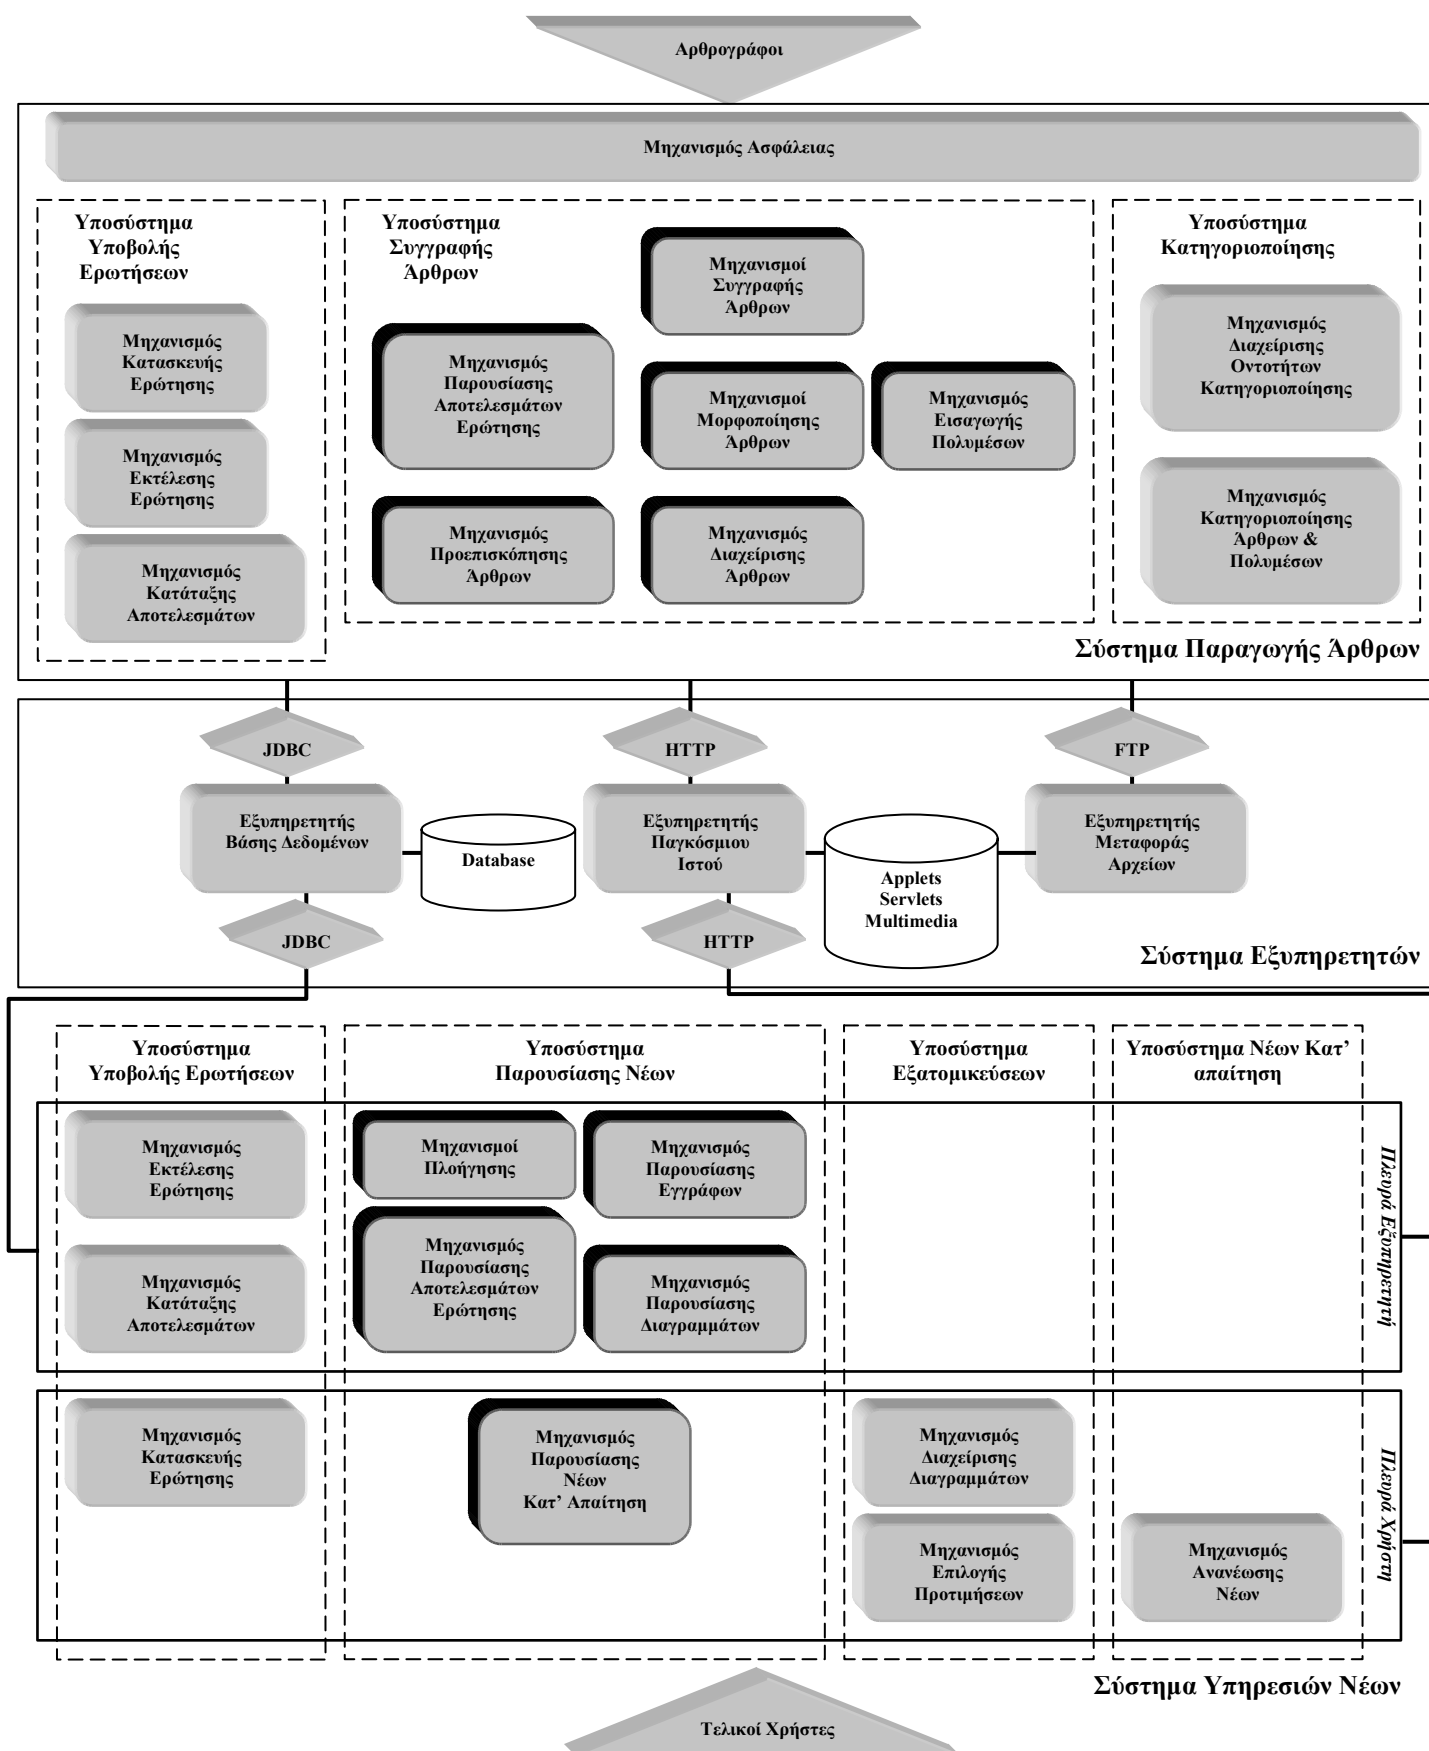 Αρθρογράφοι
Μηχανισμός Ασφάλειας
Υποσύστημα
Υποβολής
Ερωτήσεων
Μηχανισμός
Κατασκευής
Ερώτησης
Μηχανισμός
Εκτέλεσης
Ερώτησης
Μηχανισμός
Κατάταξης
Αποτελεσμάτων
Υποσύστημα
Συγγραφής
Άρθρων
Μηχανισμοί
Συγγραφής
Άρθρων
Μηχανισμός
Παρουσίασης
Αποτελεσμάτων
Ερώτησης
Μηχανισμοί
Μορφοποίησης
Άρθρων
Μηχανισμός
Εισαγωγής
Πολυμέσων
Μηχανισμός
Προεπισκόπησης
Άρθρων
Μηχανισμός
Διαχείρισης
Άρθρων
Υποσύστημα
Κατηγοριοποίησης
Μηχανισμός
Διαχείρισης
Οντοτήτων
Κατηγοριοποίησης
Μηχανισμός
Κατηγοριοποίησης
Άρθρων &
Πολυμέσων
Σύστημα Παραγωγής Άρθρων
JDBC
HTTP
FTP
Εξυπηρετητής
Βάσης Δεδομένων
Database
Εξυπηρετητής
Παγκόσμιου
Ιστού
Applets
Servlets
Multimedia
Εξυπηρετητής
Μεταφοράς
Αρχείων
JDBC
HTTP
Σύστημα Εξυπηρετητών
Υποσύστημα
Υποβολής Ερωτήσεων
Υποσύστημα
Παρουσίασης Νέων
Υποσύστημα
Εξατομικεύσεων
Υποσύστημα Νέων Κατ’
απαίτηση
Μηχανισμός
Εκτέλεσης
Ερώτησης
Μηχανισμοί
Πλοήγησης
Μηχανισμός
Παρουσίασης
Εγγράφων
Μηχανισμός
Κατάταξης
Αποτελεσμάτων
Μηχανισμός
Παρουσίασης
Αποτελεσμάτων
Ερώτησης
Μηχανισμός
Παρουσίασης
Διαγραμμάτων
Πλευρά Εξυπηρετητή
Μηχανισμός
Κατασκευής
Ερώτησης
Μηχανισμός
Παρουσίασης
Νέων
Κατ’ Απαίτηση
Μηχανισμός
Διαχείρισης
Διαγραμμάτων
Μηχανισμός
Επιλογής
Προτιμήσεων
Μηχανισμός
Ανανέωσης
Νέων
Πλευρά Χρήστη
Σύστημα Υπηρεσιών Νέων
Τελικοί Χρήστες